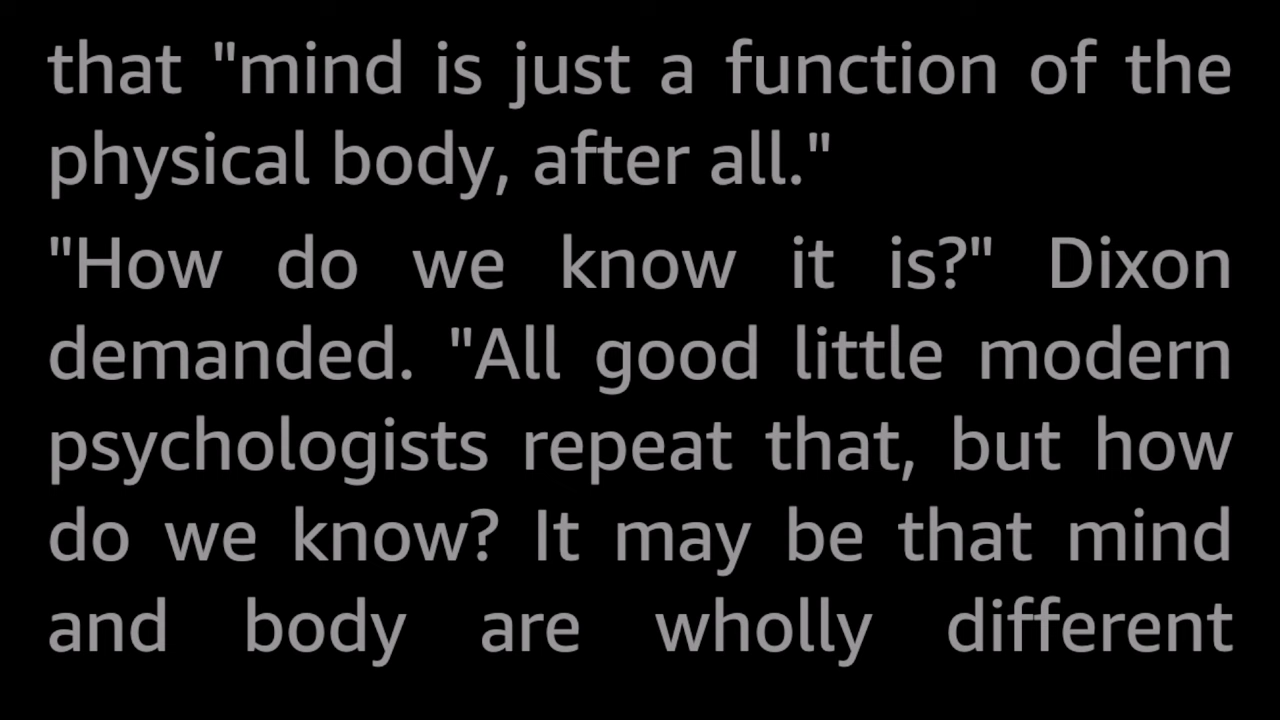 that "mind is just a function of the
physical body, after all."
"How do we know it is?" Dixon
demanded. "All good little modern
psychologists repeat that, but how
do we know? It may be that mind
and body are wholly different